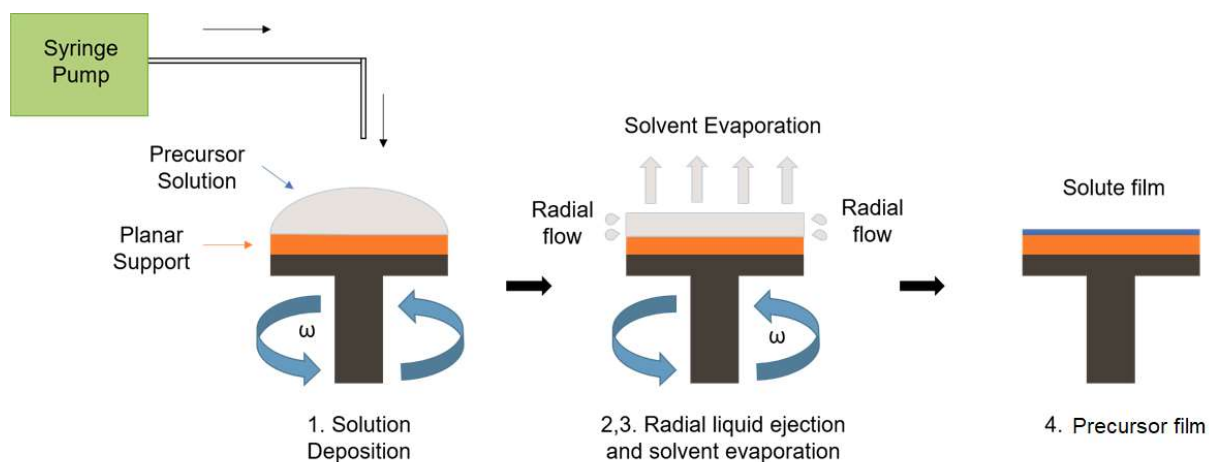 Syringe
Pump
Precursor
Solution
Planar
Support
ω
1. Solution
Deposition
Solvent Evaporation
Radial
flow
Radial
flow
ω
2,3. Radial liquid ejection
and solvent evaporation
Solute film
4. Precursor film